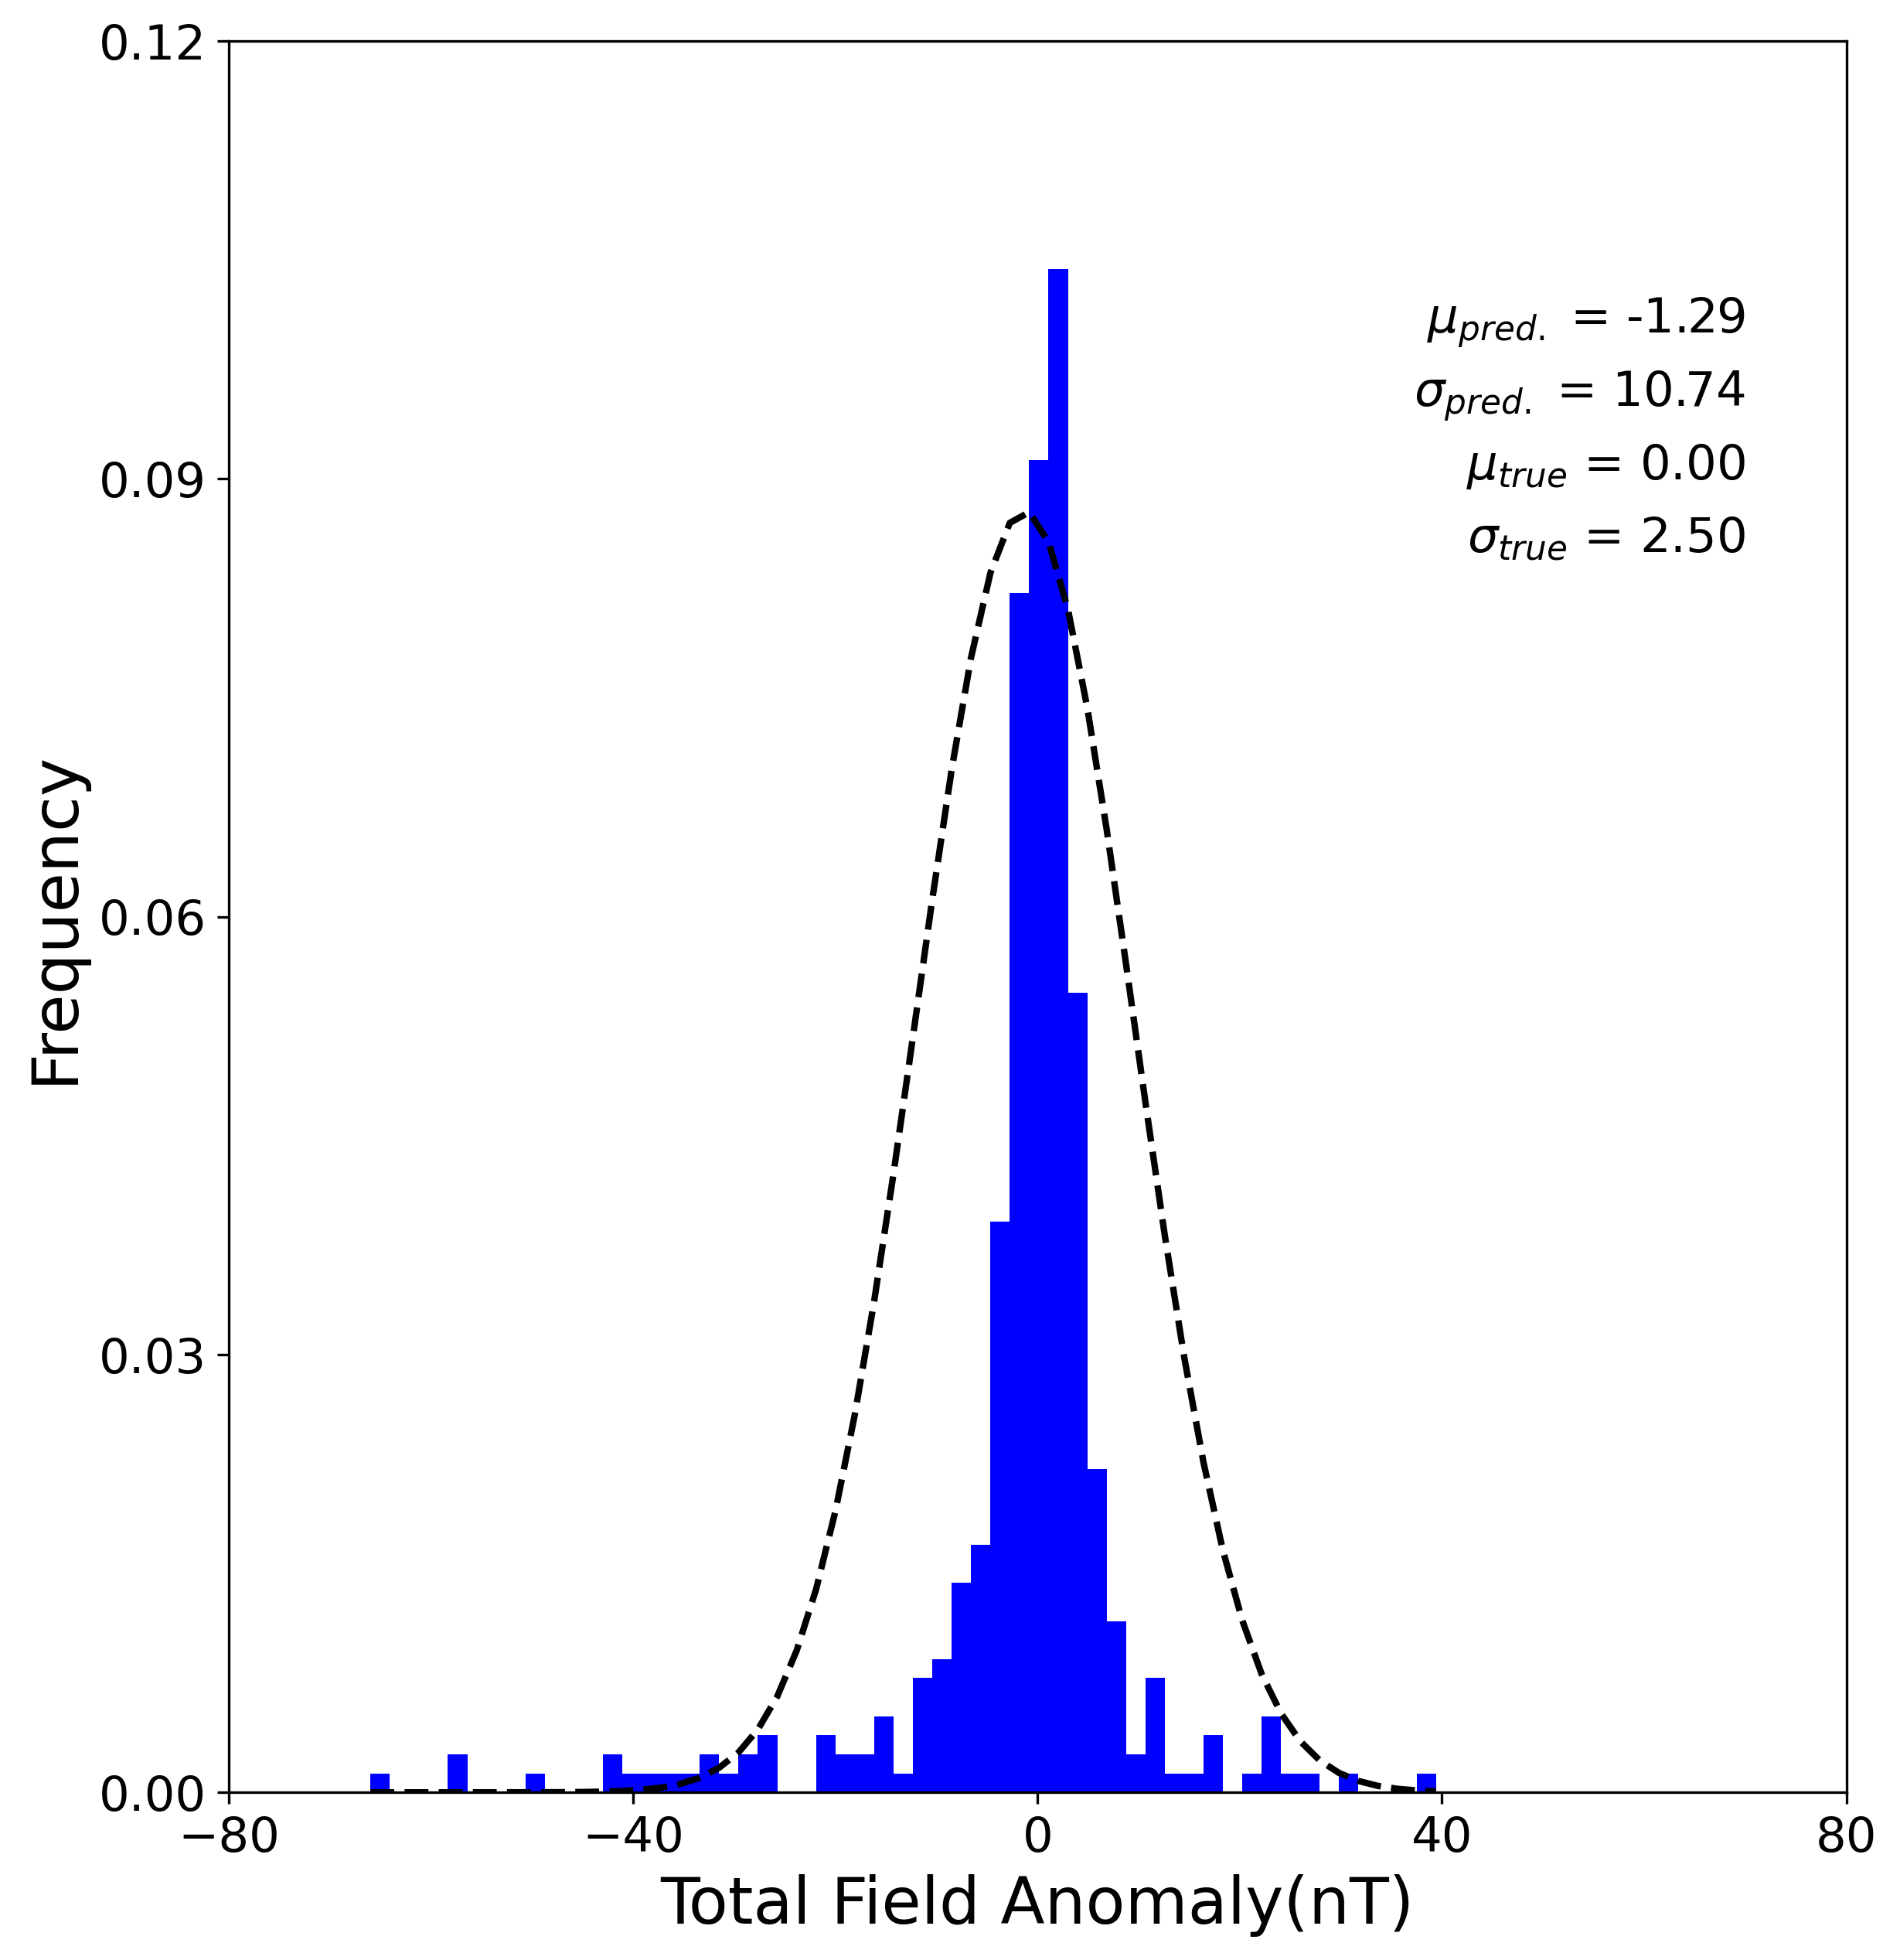 0.12
0.09
0.06
0.03
0.00
Frequency
μpred. = -1.29
σpred. = 10.74
μtrue = 0.00
σtrue = 2.50
−80 −40 0 40 80
Total Field Anomaly(nT)